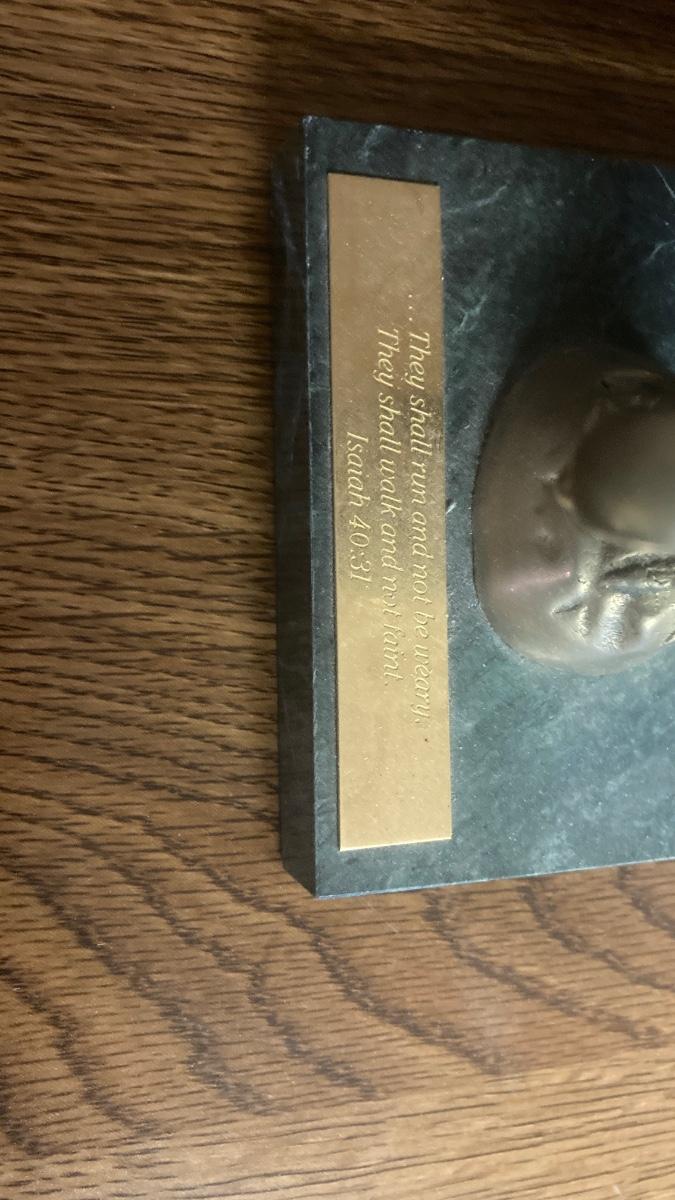 ...They shall run and not be weary,
They shall walk and not faint.
Isaiah 40:31